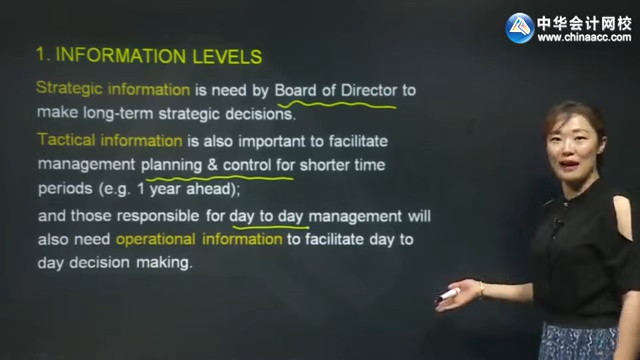 中华会计网校
www.chinaacc.com
1. INFORMATION LEVELS
Strategic information is need by Board of Director to
make long-term strategic decisions.
Tactical information is also important to facilitate
management planning & control for shorter time
periods (e.g. 1 year ahead);
and those responsible for day to day management will
also need operational information to facilitate day to
day decision making.